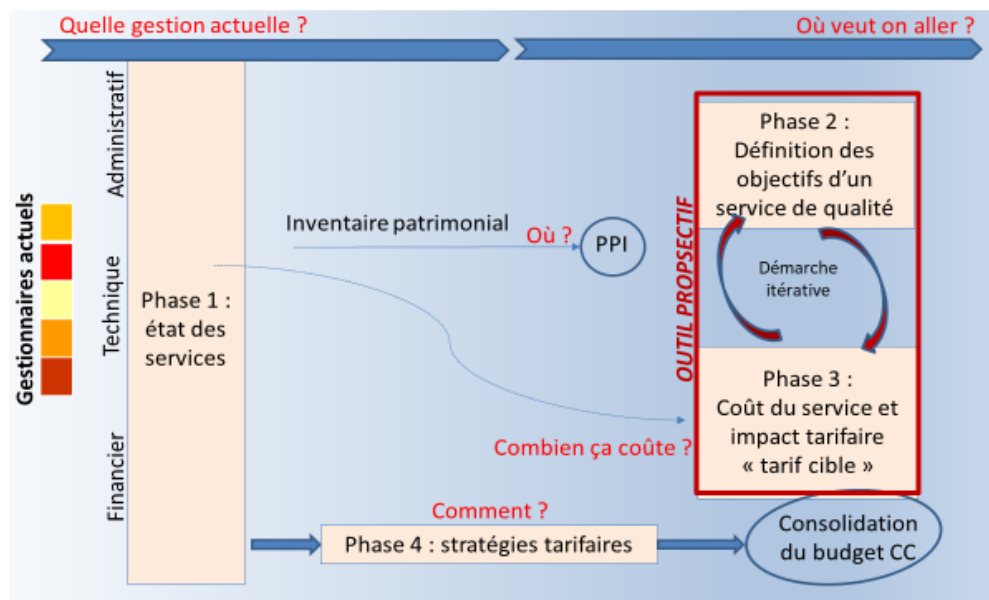 Quelle gestion actuelle ?
Où veut on aller ?
Gestionnaires actuels
Administratif
Technique
Financier
Phase 1 :
état des
services
Inventaire patrimonial
Où ?
PPI
Combien ça coûte ?
OUTIL PROPSECTIF
Phase 2 :
Définition des
objectifs d'un
service de qualité
Démarche
itérative
Phase 3 :
Coût du service et
impact tarifaire
« tarif cible »
Comment ?
Phase 4 : stratégies tarifaires
Consolidation
du budget CC